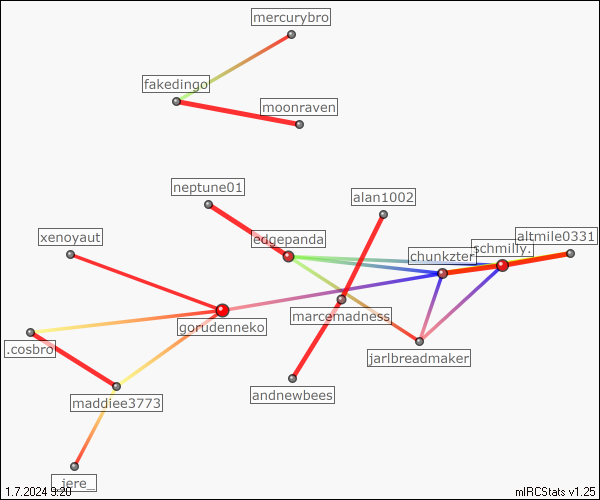 mercurybro
fakedingo
moonraven
neptune01
alan1002
xenoyaut
edgepanda
altmile0331
schmilly.
chunkzter
gorudenneko
marcemadness
.cosbro
jarlbreadmaker
maddiee3773
andnewbees
_jere_
1.7.2024 9:20
mIRCStats v1.25